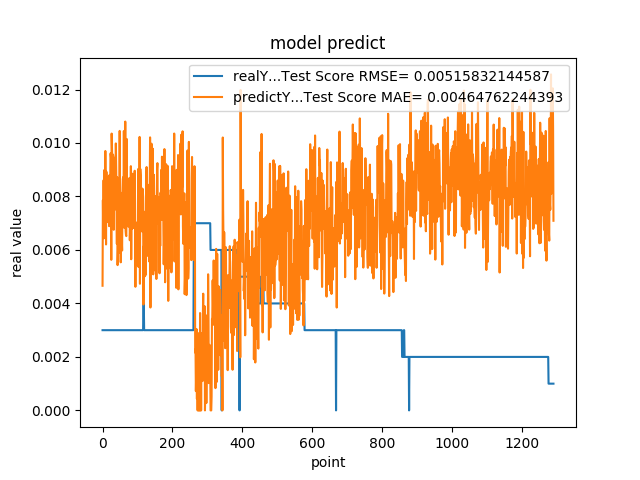 model predict
realY...Test Score RMSE= 0.00515832144587
predictY...Test Score MAE= 0.00464762244393
0.012
0.010
0.008
0.006
0.004
0.002
0.000
real value
0 200 400 600 800 1000 1200
point